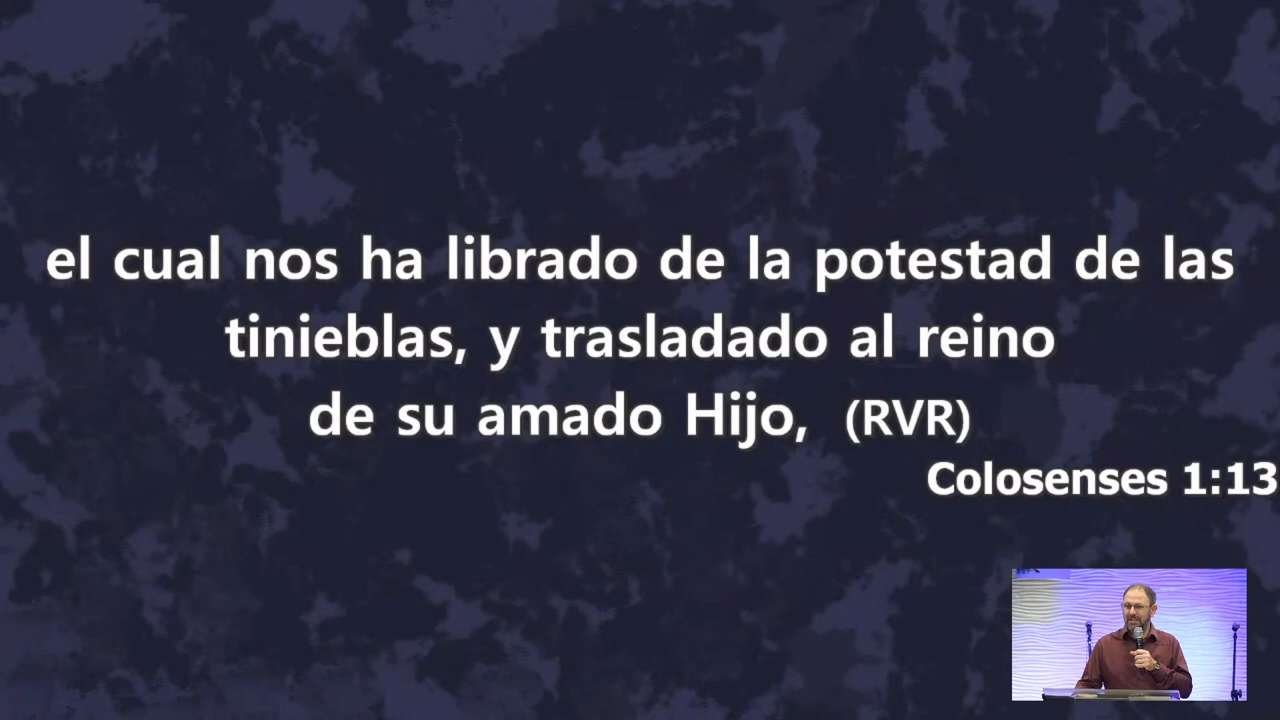 el cual nos ha librado de la potestad de las
tinieblas, y trasladado al reino
de su amado Hijo, (RVR)
Colosenses 1:13